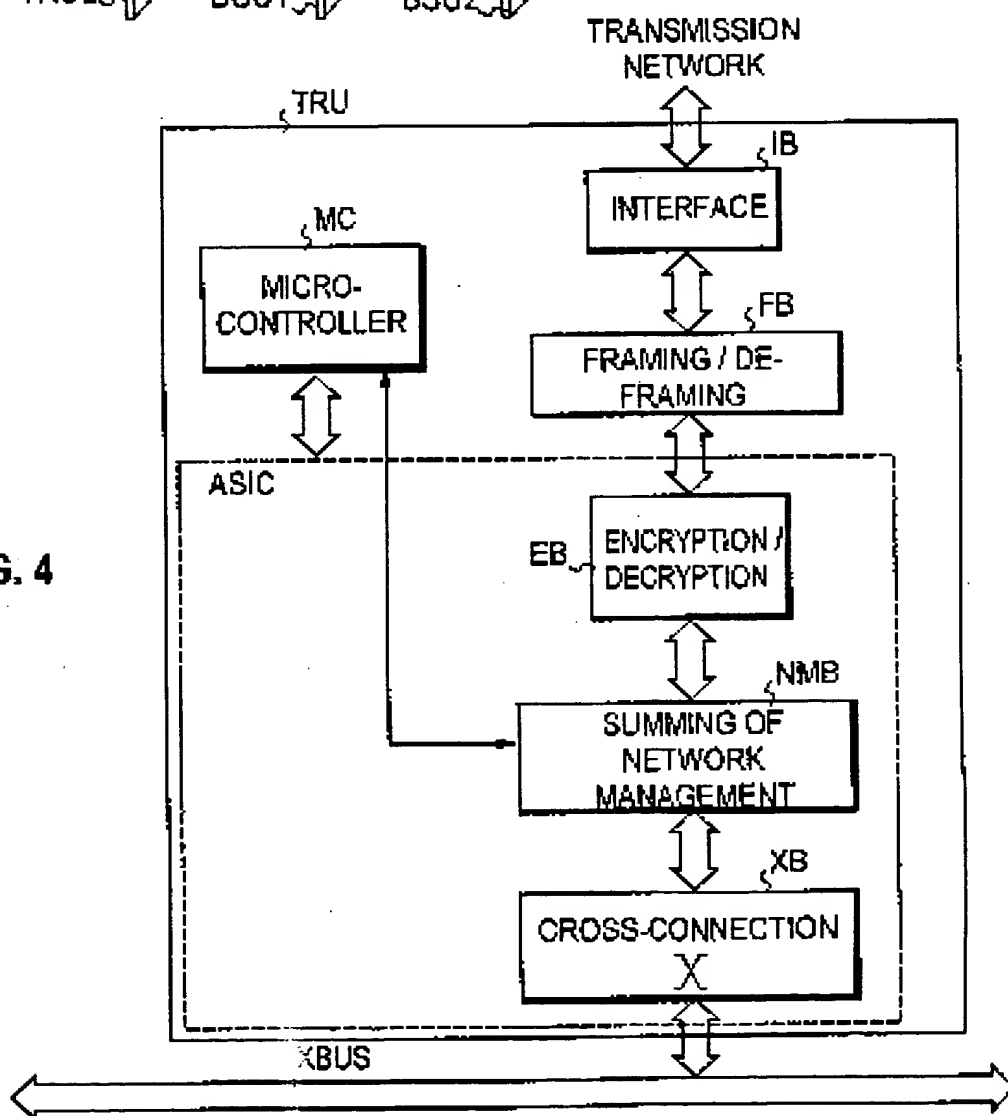 TRANSMISSION
NETWORK
TRU
IB
INTERFACE
MC
MICRO-
CONTROLLER
FB
FRAMING / DE-
FRAMING
ASIC
EB
ENCRYPTION /
DECRYPTION
G. 4
NMB
SUMMING OF
NETWORK
MANAGEMENT
XB
CROSS-CONNECTION
X
XBUS